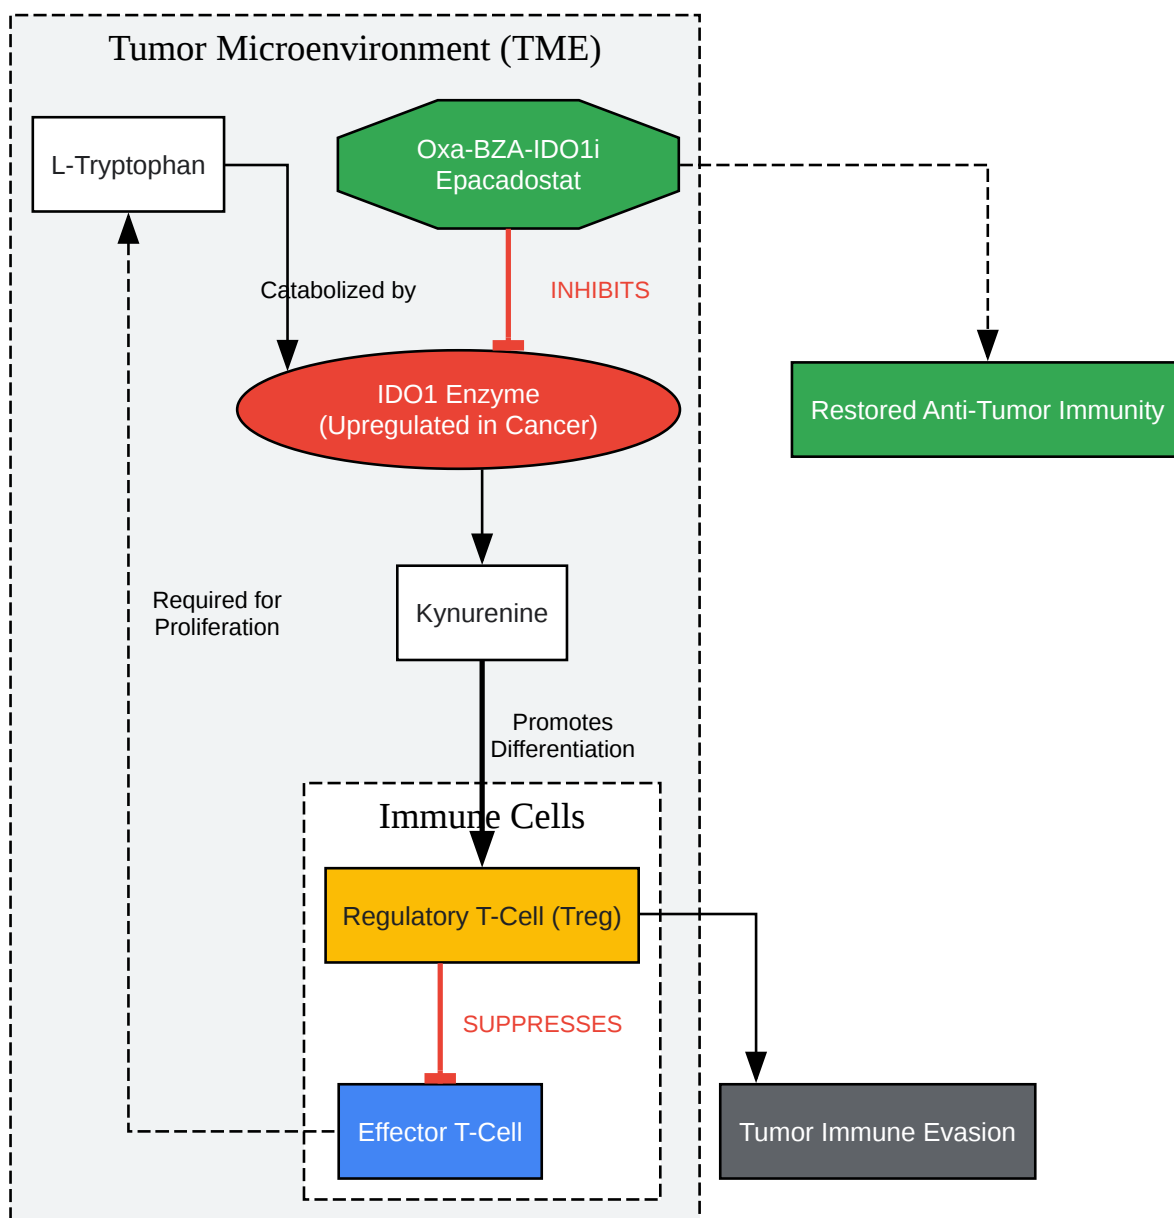 Tumor Microenvironment (TME)
L-Tryptophan
Oxa-BZA-IDO1i
Epacadostat
Catabolized by
INHIBITS
IDO1 Enzyme
(Upregulated in Cancer)
Restored Anti-Tumor Immunity
Kynurenine
Required for
Proliferation
Promotes
Differentiation
Immune Cells
Regulatory T-Cell (Treg)
SUPPRESSES
Effector T-Cell
Tumor Immune Evasion